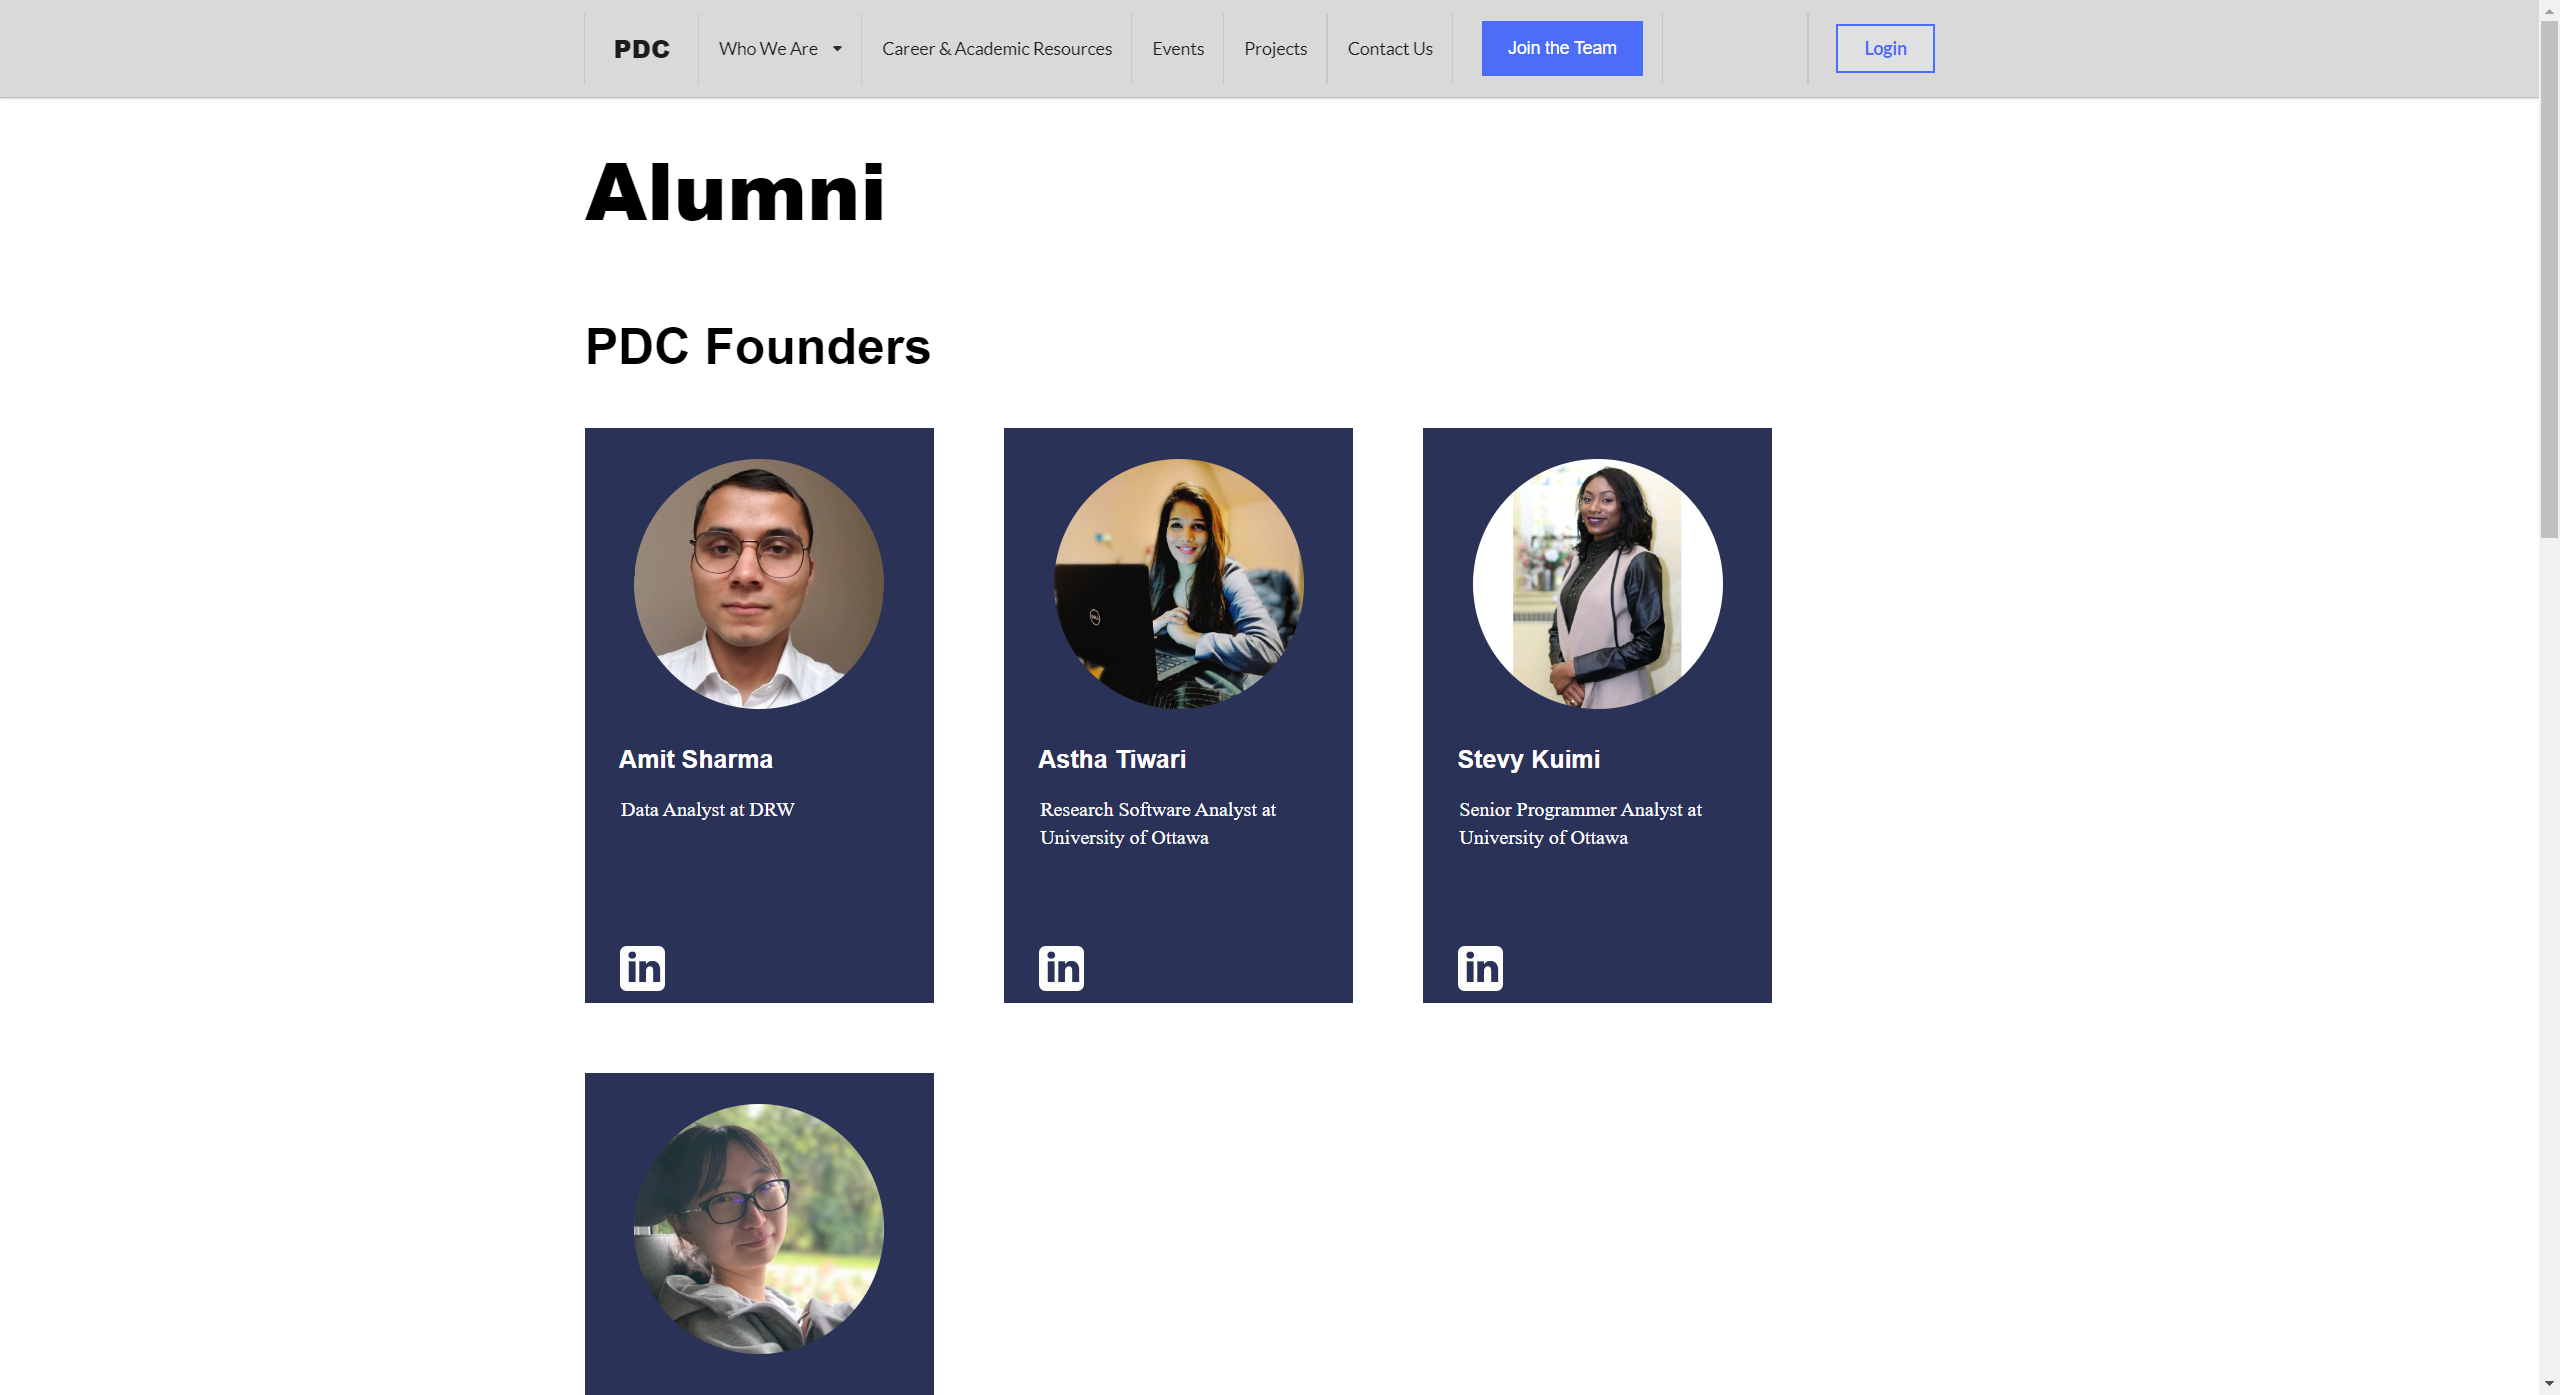 PDC Who We Are Career & Academic Resources Events Projects Contact Us Join the Team Login
Alumni
PDC Founders
Amit Sharma
Data Analyst at DRW
in
Astha Tiwari
Research Software Analyst at
University of Ottawa
in
Stevy Kuimi
Senior Programmer Analyst at
University of Ottawa
in